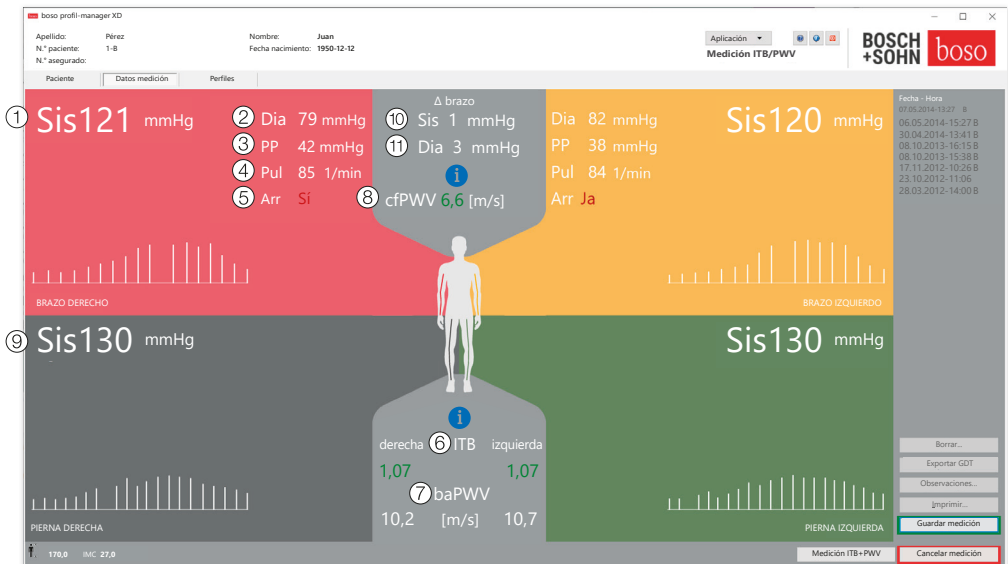 boso boso profil-manager XD
Apellido: Pérez Nombre: Juan
N.° paciente: 1-B Fecha nacimiento: 1950-12-12
N.° asegurado:
Aplicación
Medición ITB/PWV
BOSCH
+SOHN
boso
Paciente Datos medición Perfiles
1 Sis121 mmHg
2 Dia 79 mmHg
3 PP 42 mmHg
4 Pul 85 1/min
5 Arr Sí
BRAZO DERECHO
Δ brazo
10 Sis 1 mmHg
11 Dia 3 mmHg
i
8 cfPWV 6,6 [m/s]
Dia 82 mmHg
PP 38 mmHg
Pul 84 1/min
Arr Ja
Sis120 mmHg
BRAZO IZQUIERDO
9 Sis130 mmHg
PIERNA DERECHA
i
derecha 6 ITB izquierda
1,07 1,07
7 baPWV
10,2 [m/s] 10,7
Sis130 mmHg
PIERNA IZQUIERDA
Fecha - Hora
07.05.2014-13:27 B
06.05.2014-15:27 B
30.04.2014-13:41 B
08.10.2013-16:15 B
08.10.2013-15:38 B
17.11.2012-10:26 B
23.10.2012-11:06
28.03.2012-14:00 B
Borrar...
Exportar GDT
Observaciones...
Imprimir...
Guardar medición
170,0 IMC 27,0
Medición ITB+PWV
Cancelar medición